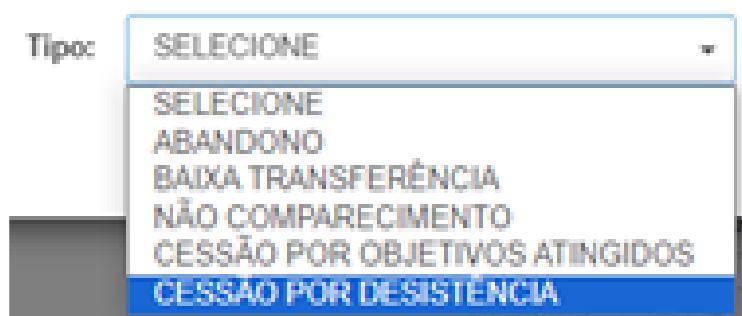 Tipo: SELECIONE
SELECIONE
ABANDONO
BAIXA TRANSFERÊNCIA
NÃO COMPARECIMENTO
CESSÃO POR OBJETIVOS ATINGIDOS
CESSÃO POR DESISTÊNCIA